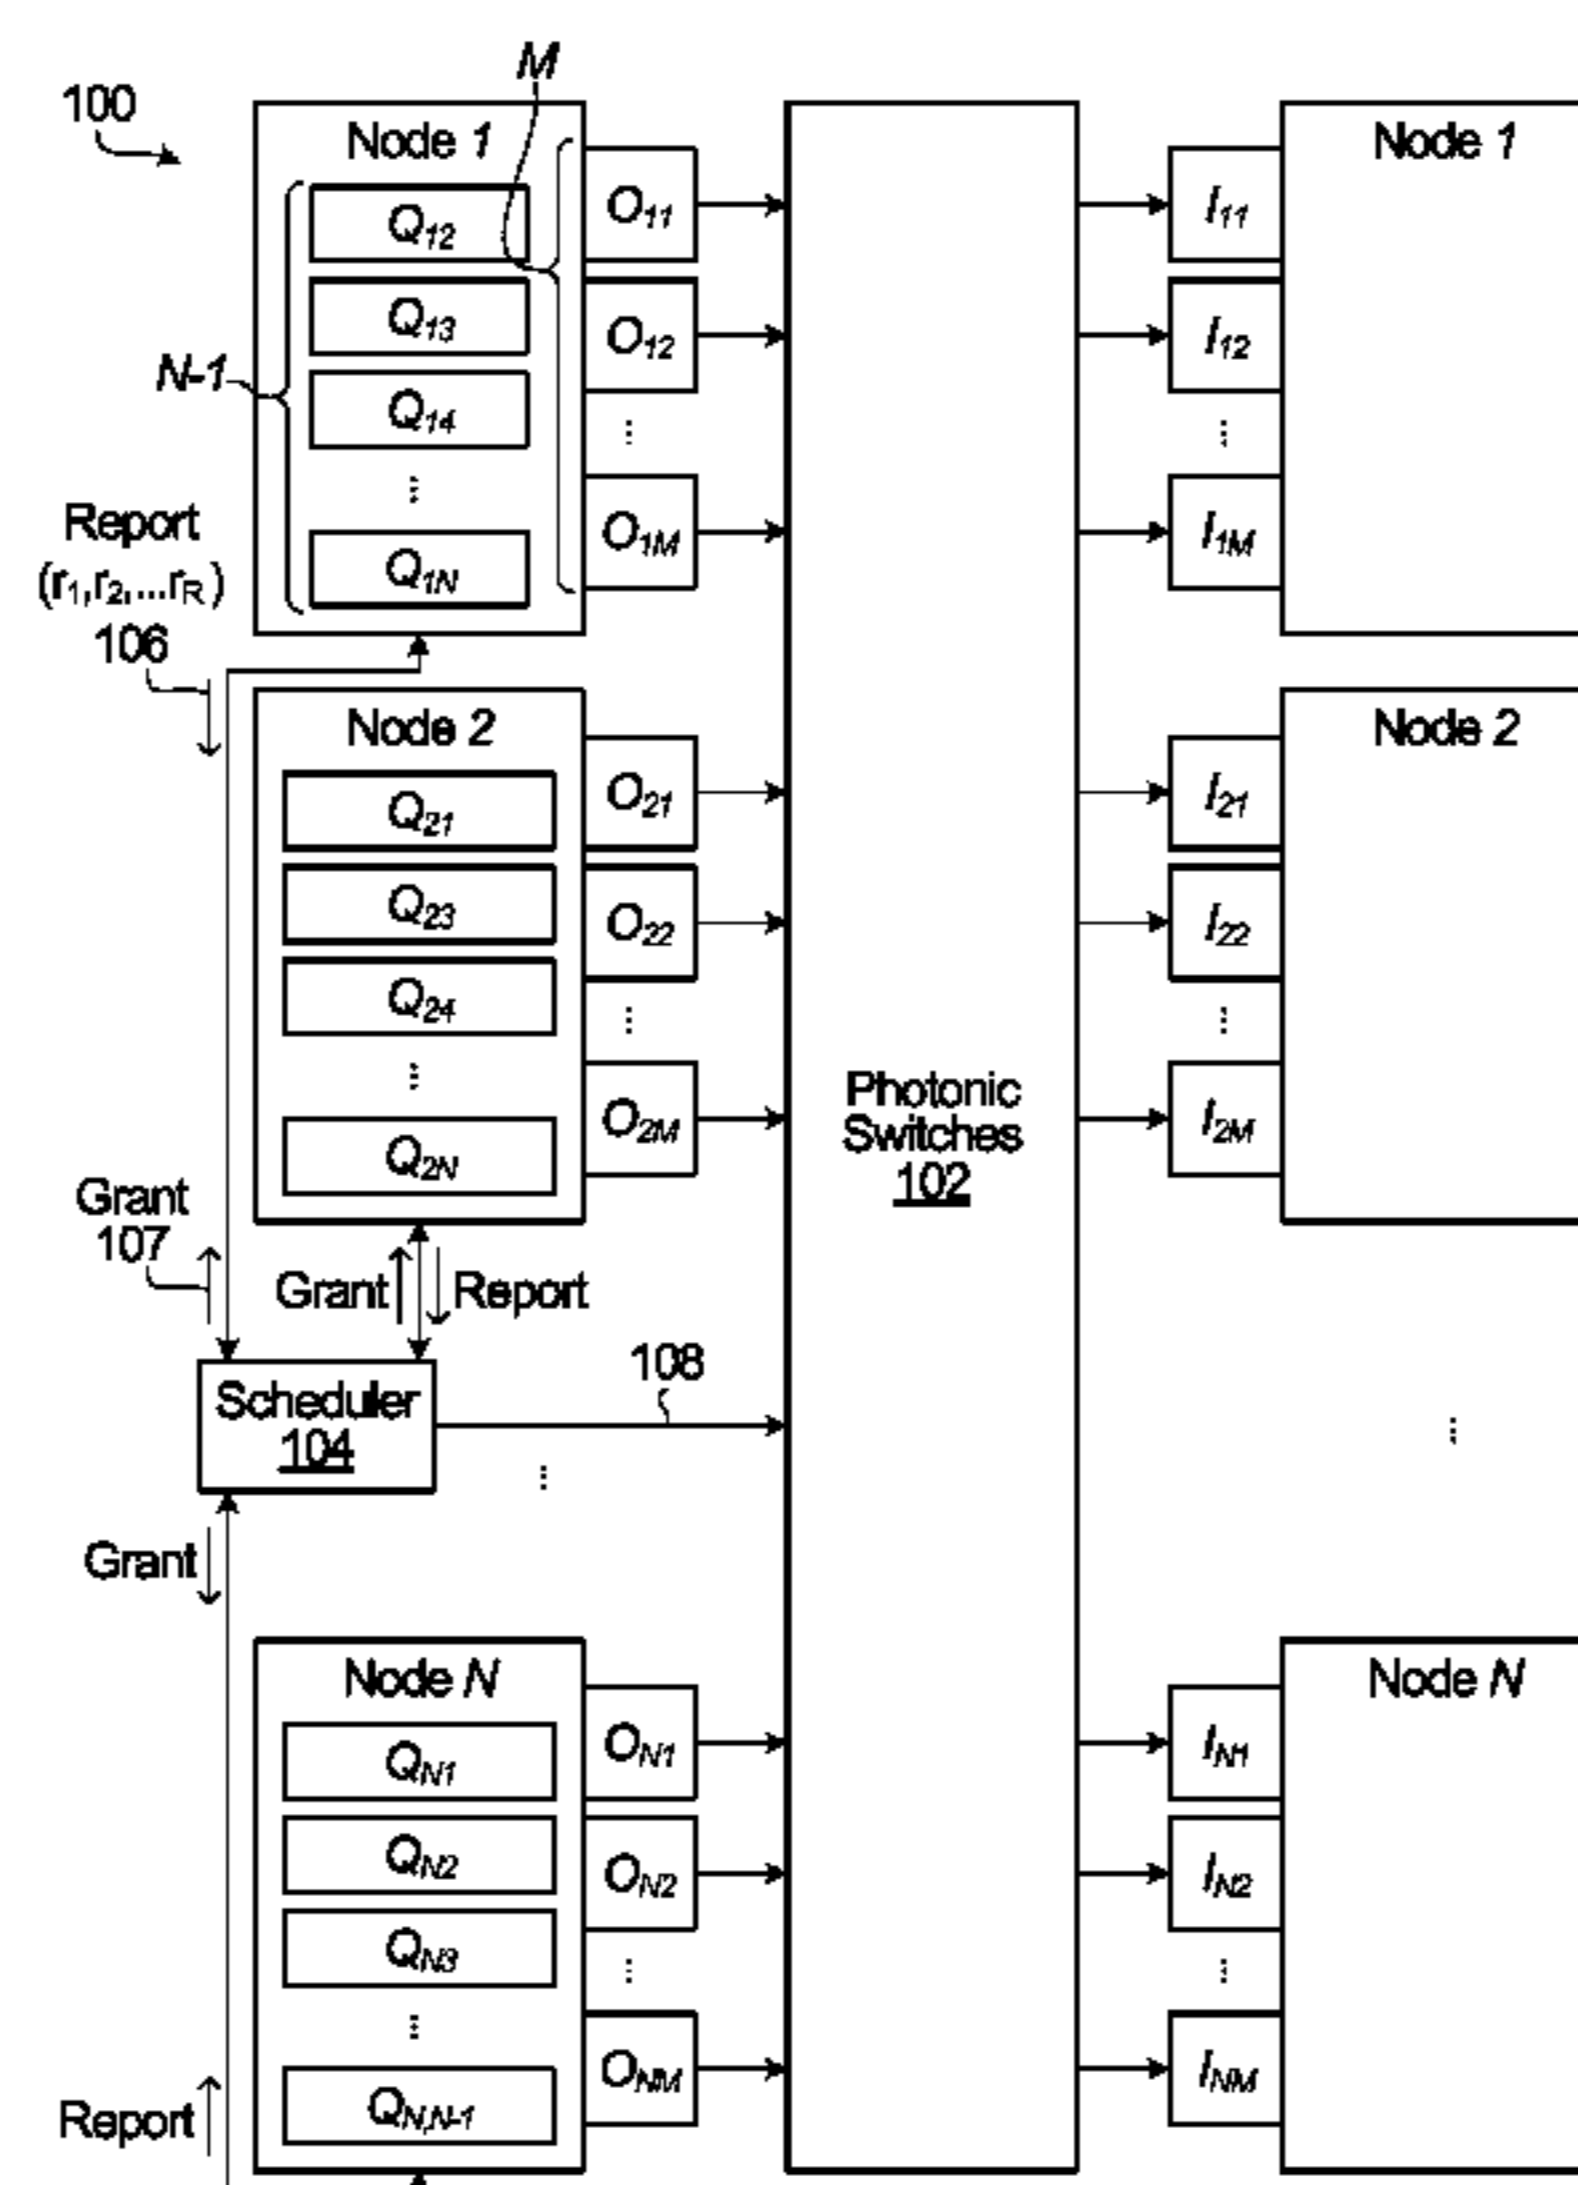 100
M
Node 1
Q12
Q13
Q14
...
Q1N
N-1
O11
O12
...
O1M
I11
I12
...
I1M
Node 1
Report
(r1,r2,...rR)
106
Node 2
Q21
Q23
Q24
...
Q2N
O21
O22
...
O2M
Photonic
Switches
102
I21
I22
...
I2M
Node 2
Grant
107
Grant
Report
Scheduler
104
108
...
...
Grant
Node N
QN1
QN2
QN3
...
QN,N-1
ON1
ON2
...
ONM
IN1
IN2
...
INM
Node N
Report